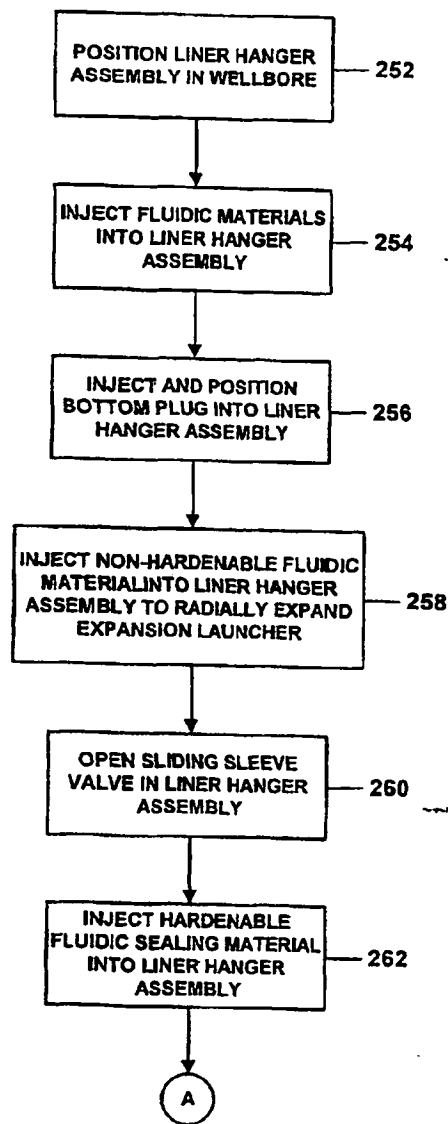 POSITION LINER HANGER
ASSEMBLY IN WELLBORE
252
INJECT FLUIDIC MATERIALS
INTO LINER HANGER
ASSEMBLY
254
INJECT AND POSITION
BOTTOM PLUG INTO LINER
HANGER ASSEMBLY
256
INJECT NON-HARDENABLE FLUIDIC
MATERIALINTO LINER HANGER
ASSEMBLY TO RADIALLY EXPAND
EXPANSION LAUNCHER
258
OPEN SLIDING SLEEVE
VALVE IN LINER HANGER
ASSEMBLY
260
INJECT HARDENABLE
FLUIDIC SEALING MATERIAL
INTO LINER HANGER
ASSEMBLY
262
A